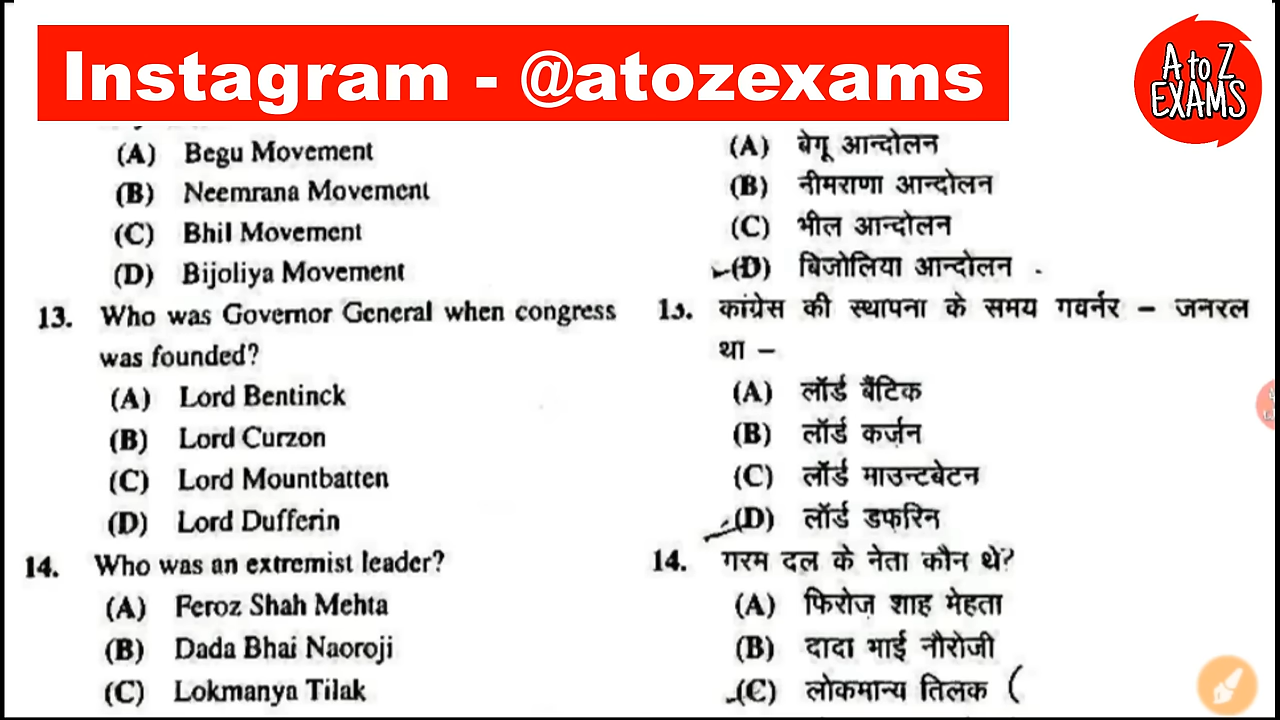 Instagram - @atozexams
A to Z
EXAMS
(A) Begu Movement
(B) Neemrana Movement
(C) Bhil Movement
(D) Bijoliya Movement
13. Who was Governor General when congress
was founded?
(A) Lord Bentinck
(B) Lord Curzon
(C) Lord Mountbatten
(D) Lord Dufferin
14. Who was an extremist leader?
(A) Feroz Shah Mehta
(B) Dada Bhai Naoroji
(C) Lokmanya Tilak
(A) बेगू आन्दोलन
(B) नीमराणा आन्दोलन
(C) भील आन्दोलन
(D) बिजोलिया आन्दोलन
13. कांग्रेस की स्थापना के समय गवर्नर – जनरल
था –
(A) लॉर्ड बैंटिक
(B) लॉर्ड कर्ज़न
(C) लॉर्ड माउन्टबेटन
(D) लॉर्ड डफरिन
14. गरम दल के नेता कौन थे?
(A) फिरोज़ शाह मेहता
(B) दादा भाई नौरोजी
(C) लोकमान्य तिलक